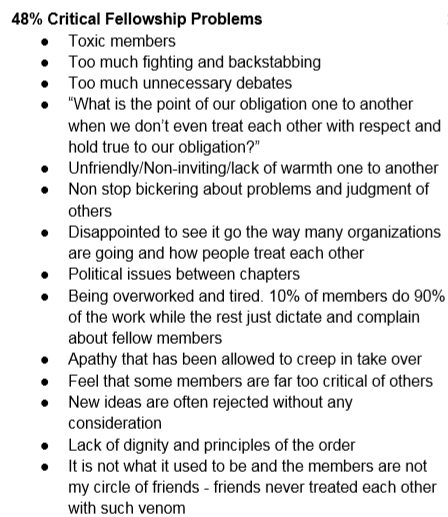 48% Critical Fellowship Problems
● Toxic members
● Too much fighting and backstabbing
● Too much unnecessary debates
● “What is the point of our obligation one to another
when we don’t even treat each other with respect and
hold true to our obligation?”
● Unfriendly/Non-inviting/lack of warmth one to another
● Non stop bickering about problems and judgment of
others
● Disappointed to see it go the way many organizations
are going and how people treat each other
● Political issues between chapters
● Being overworked and tired. 10% of members do 90%
of the work while the rest just dictate and complain
about fellow members
● Apathy that has been allowed to creep in take over
● Feel that some members are far too critical of others
● New ideas are often rejected without any
consideration
● Lack of dignity and principles of the order
● It is not what it used to be and the members are not
my circle of friends - friends never treated each other
with such venom